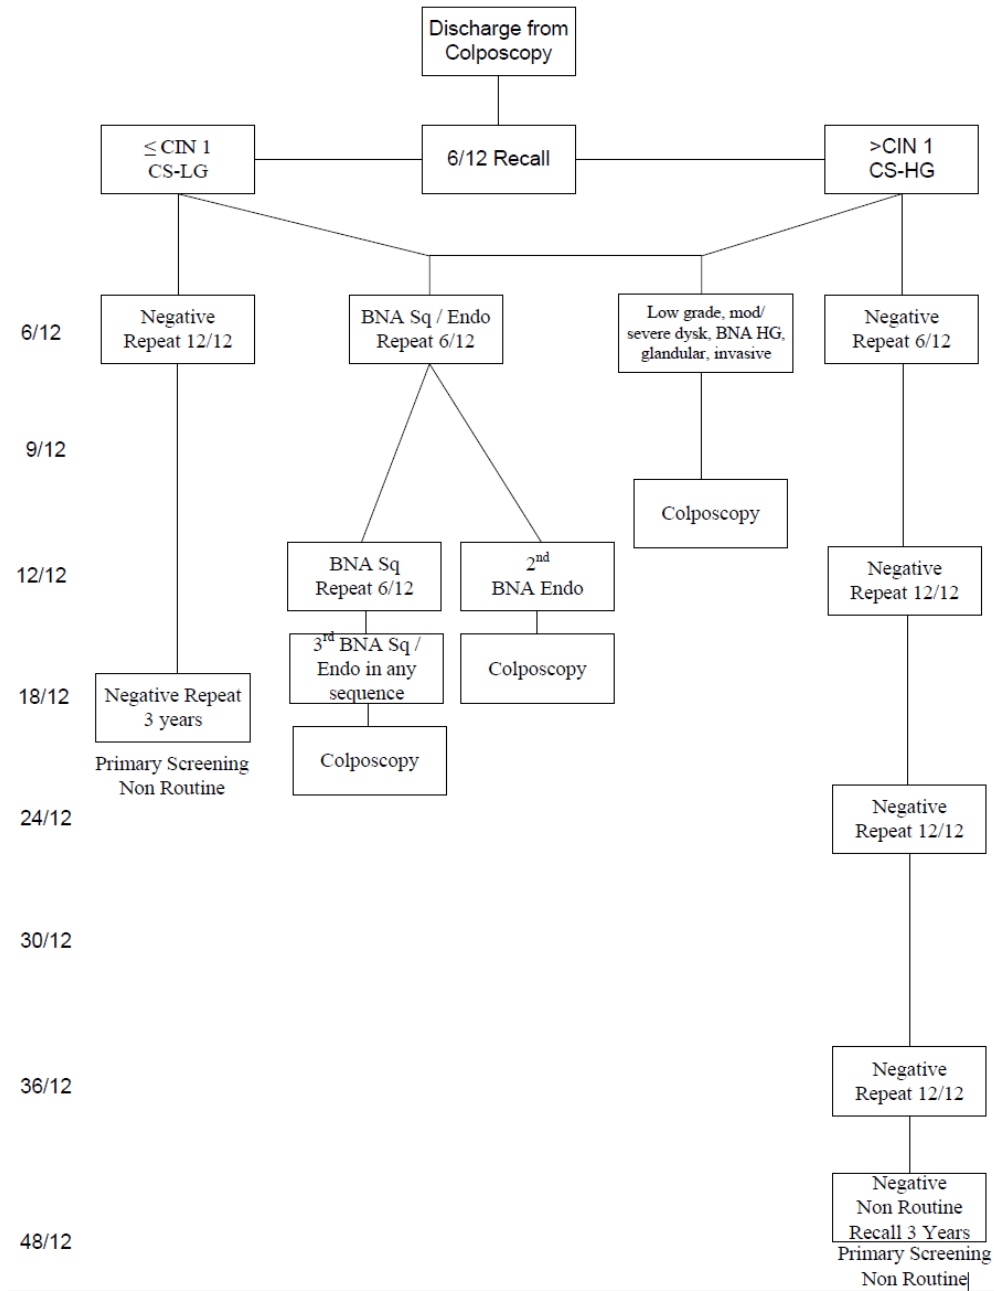 Discharge from
Colposcopy
≤ CIN 1
CS-LG
6/12 Recall
>CIN 1
CS-HG
6/12
Negative
Repeat 12/12
BNA Sq / Endo
Repeat 6/12
Low grade, mod/
severe dysk, BNA HG,
glandular, invasive
Negative
Repeat 6/12
9/12
Colposcopy
12/12
BNA Sq
Repeat 6/12
2nd
BNA Endo
Negative
Repeat 12/12
3rd BNA Sq /
Endo in any
sequence
Colposcopy
18/12
Negative Repeat
3 years
Primary Screening
Non Routine
Colposcopy
24/12
Negative
Repeat 12/12
30/12
36/12
Negative
Repeat 12/12
48/12
Negative
Non Routine
Recall 3 Years
Primary Screening
Non Routine